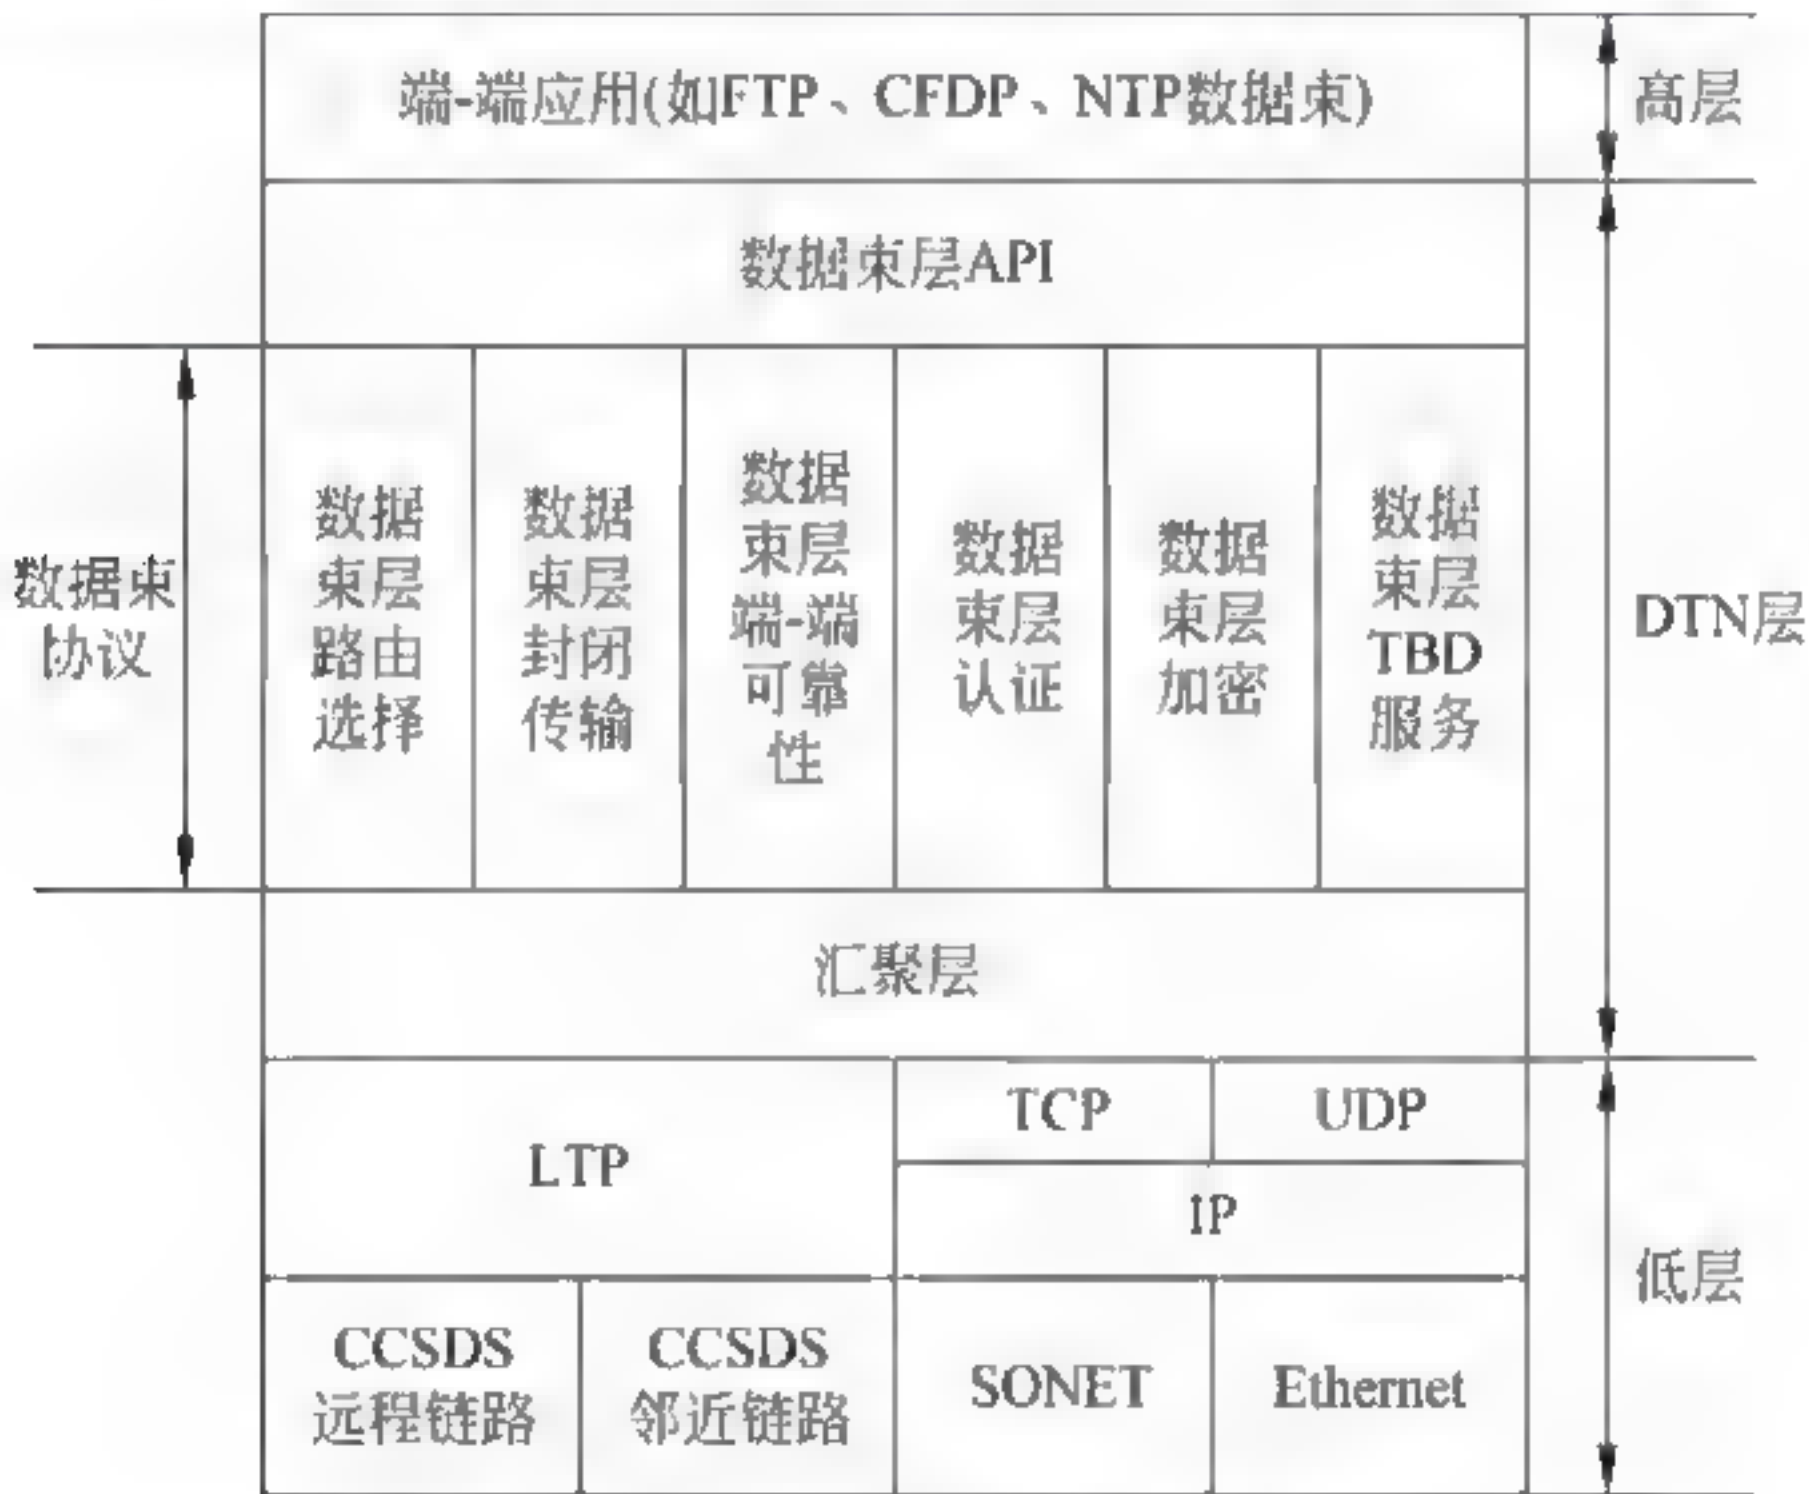 端-端应用(如FTP、CFDP、NTP数据束)
高层
数据束层API
数据束
协议
数据
束层
路由
选择
数据
束层
封闭
传输
数据
束层
端-端
可靠
性
数据
束层
认证
数据
束层
加密
数据
束层
TBD
服务
DTN层
汇聚层
LTP
TCP
UDP
IP
低层
CCSDS
远程链路
CCSDS
邻近链路
SONET
Ethernet